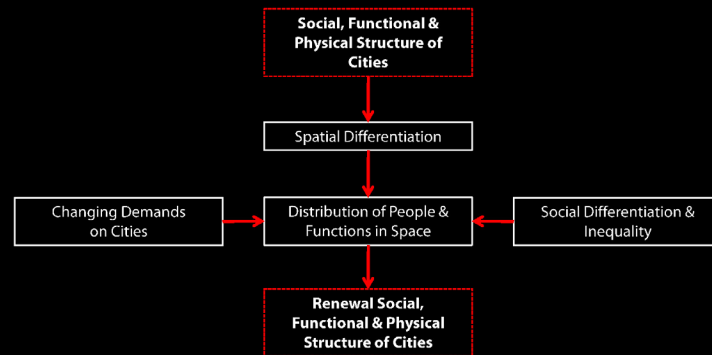 Social, Functional &
Physical Structure of
Cities
Spatial Differentiation
Changing Demands
on Cities
Distribution of People &
Functions in Space
Social Differentiation &
Inequality
Renewal Social,
Functional & Physical
Structure of Cities